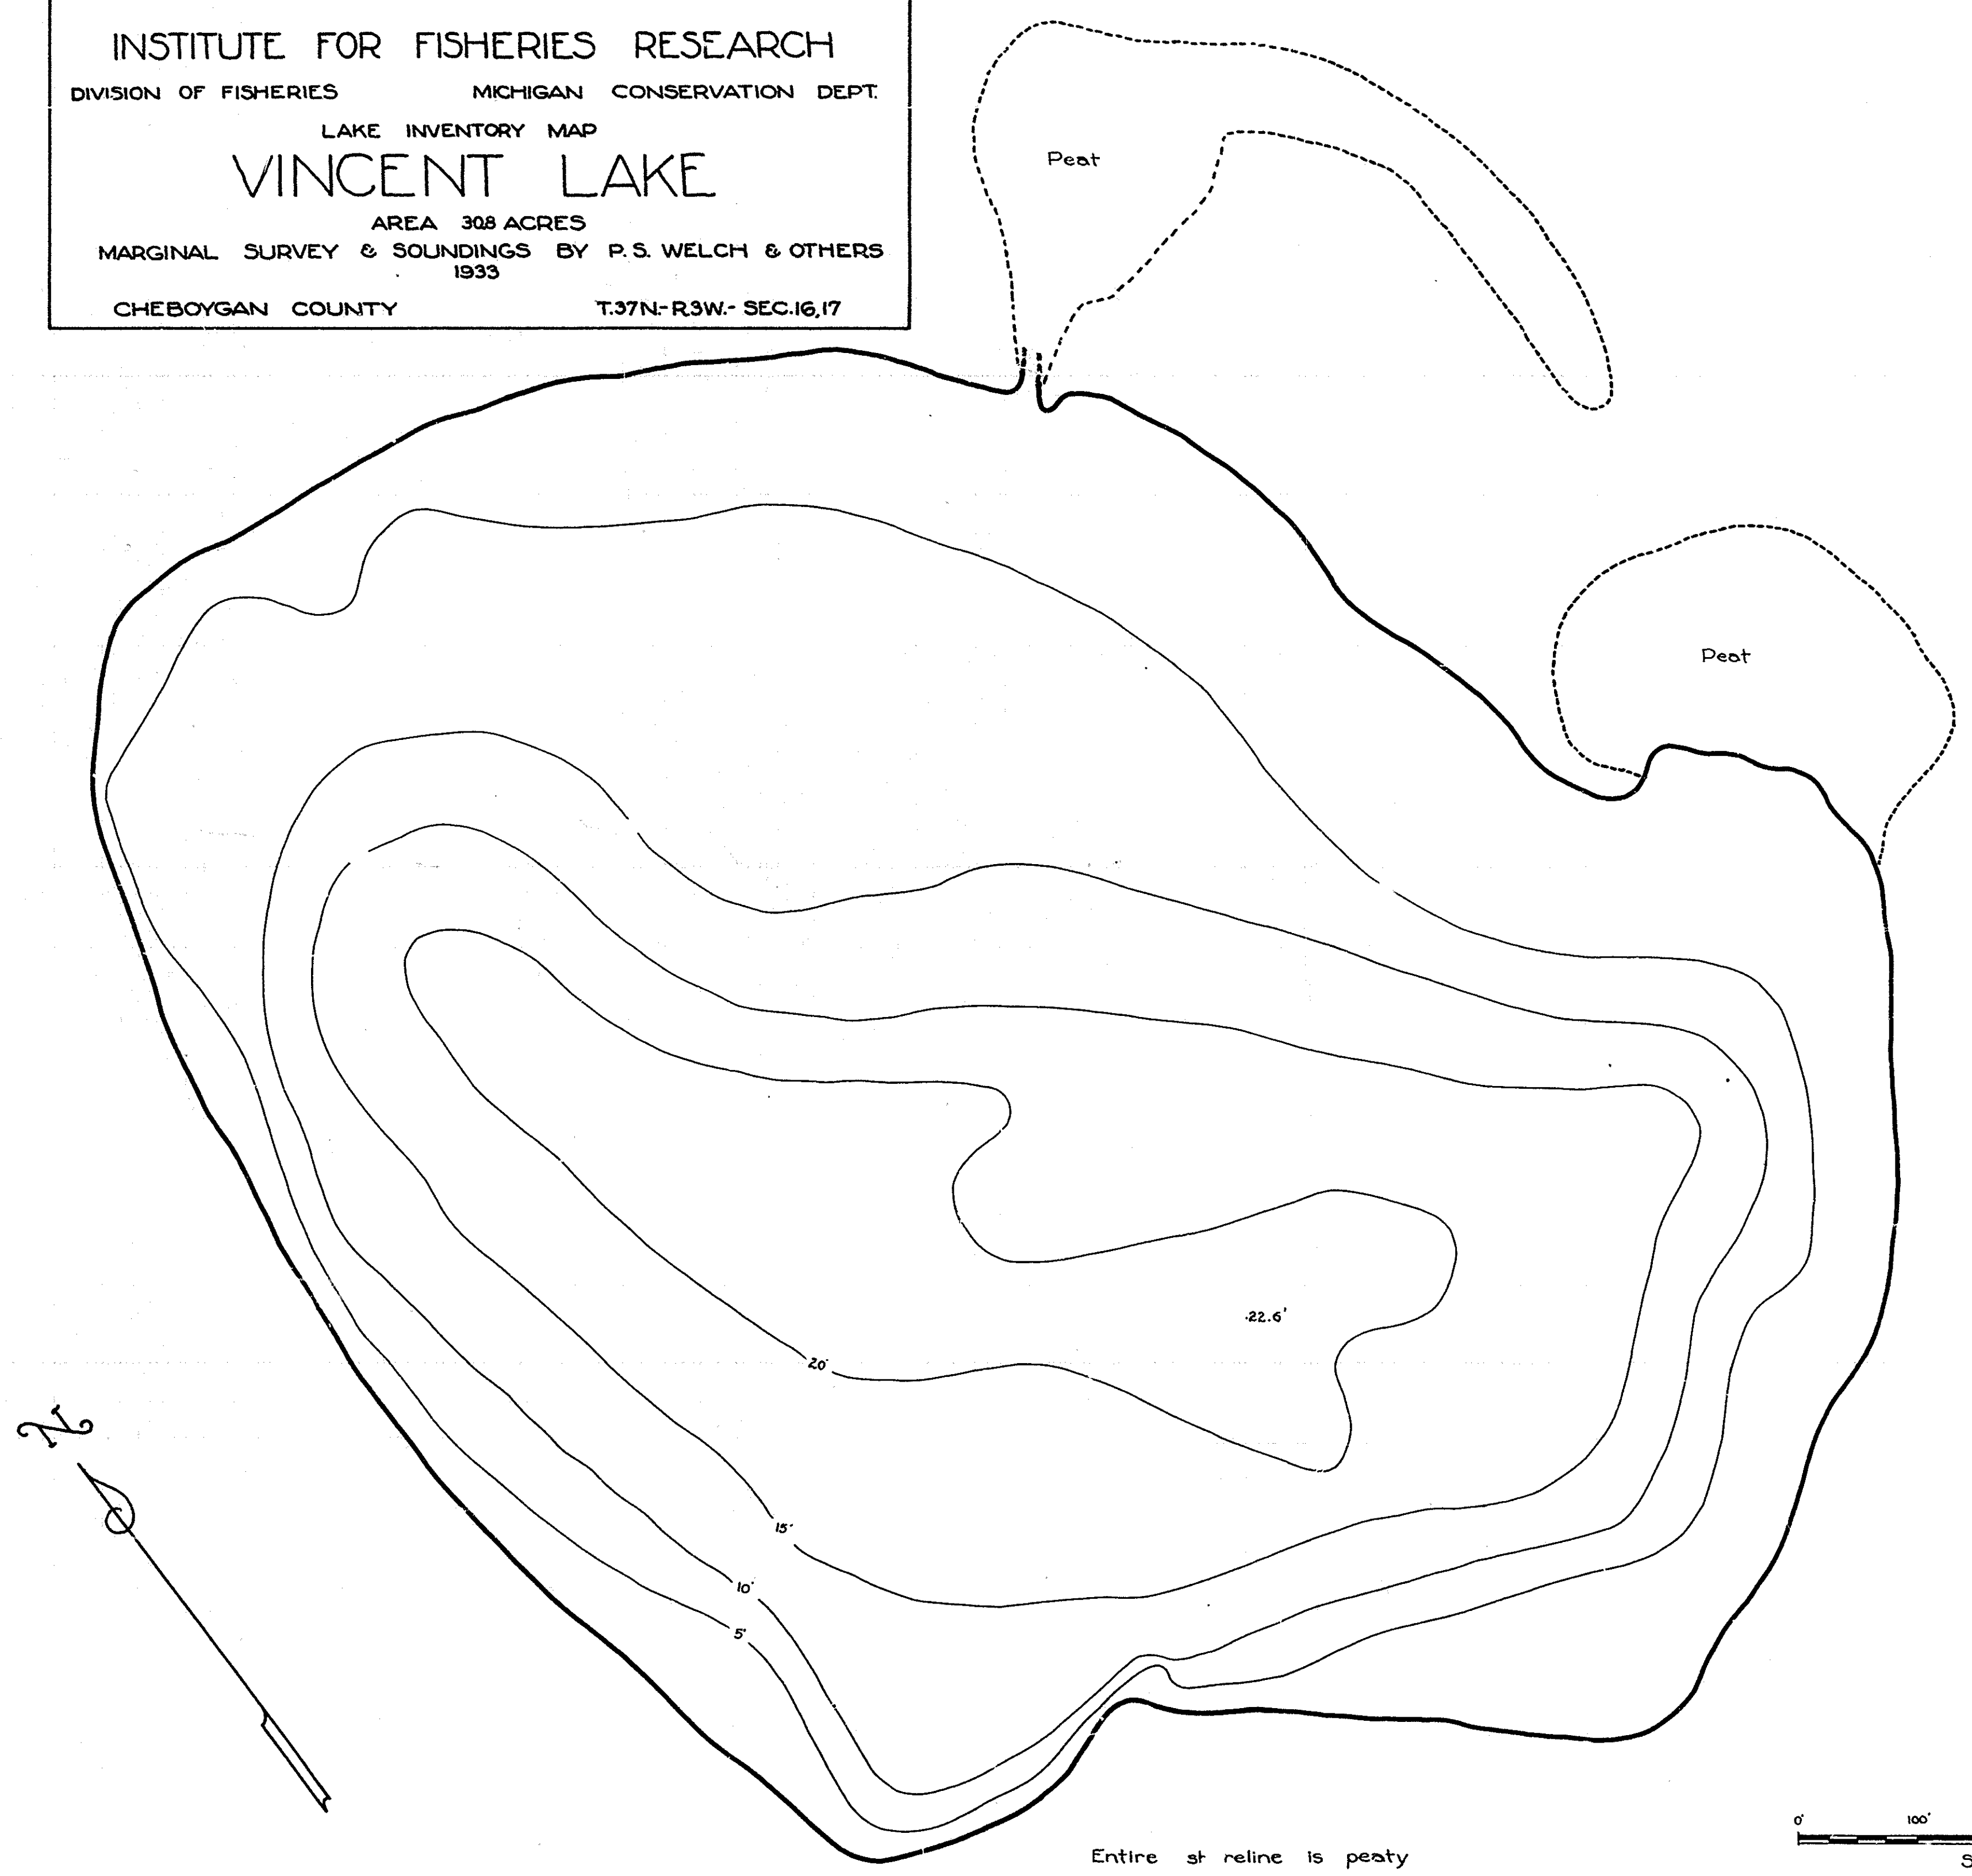 INSTITUTE FOR FISHERIES RESEARCH
DIVISION OF FISHERIES MICHIGAN CONSERVATION DEPT.
LAKE INVENTORY MAP
VINCENT LAKE
AREA 30.8 ACRES
MARGINAL SURVEY & SOUNDINGS BY P. S. WELCH & OTHERS
1933
CHEBOYGAN COUNTY T.37N.-R3W.- SEC.16,17
Peat
Peat
22.6'
20'
N
15'
10'
5'
0' 100'
Entire sh reline is peaty
S